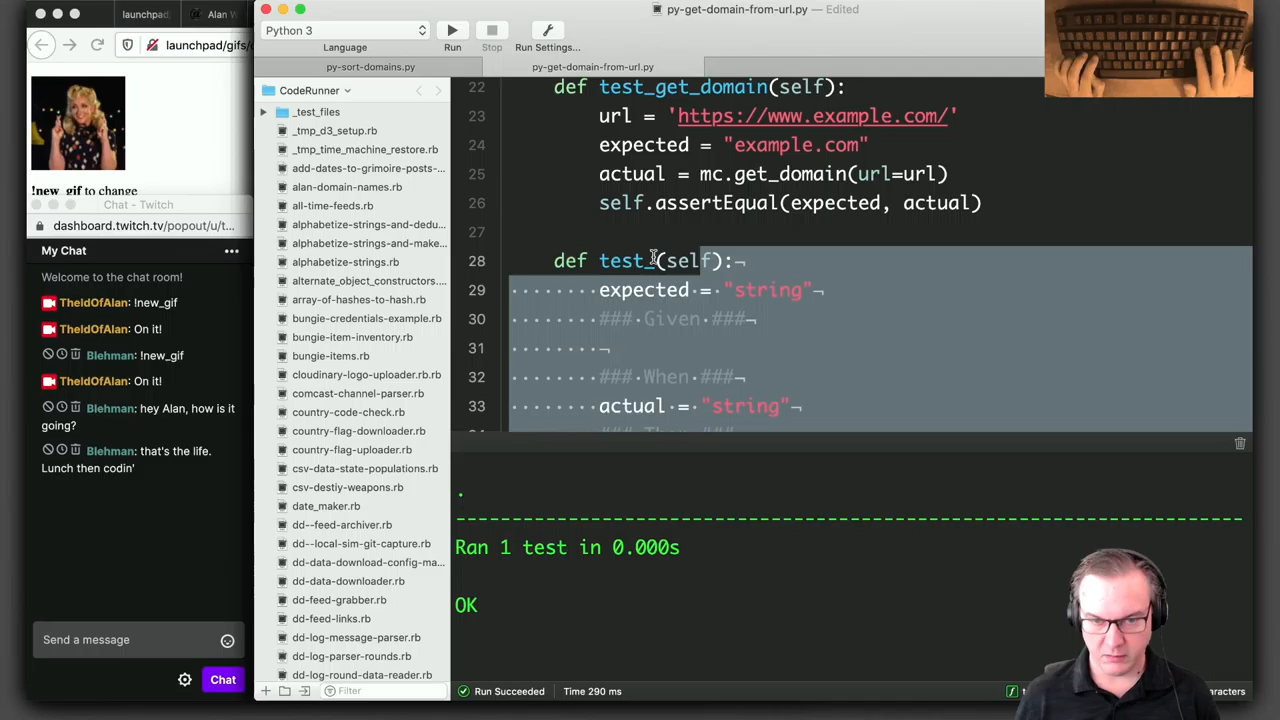 launchpad
Alan W
launchpad/gifs/
!new_gif to change
Chat - Twitch
dashboard.twitch.tv/popout/u/t...
My Chat
Welcome to the chat room!
TheIdOfAlan: !new_gif
TheIdOfAlan: On it!
Blehman: !new_gif
TheIdOfAlan: On it!
Blehman: hey Alan, how is it
going?
Blehman: that's the life.
Lunch then codin'
Send a message
Chat
py-get-domain-from-url.py — Edited
Python 3
Language
Run
Stop
Run Settings...
py-sort-domains.py
py-get-domain-from-url.py
CodeRunner
_test_files
_tmp_d3_setup.rb
_tmp_time_machine_restore.rb
add-dates-to-grimoire-posts-...
alan-domain-names.rb
all-time-feeds.rb
alphabetize-strings-and-dedu...
alphabetize-strings-and-make...
alphabetize-strings.rb
alternate_object_constructors....
array-of-hashes-to-hash.rb
bungie-credentials-example.rb
bungie-item-inventory.rb
bungie-items.rb
cloudinary-logo-uploader.rb.rb
comcast-channel-parser.rb
country-code-check.rb
country-flag-downloader.rb
country-flag-uploader.rb
csv-data-state-populations.rb
csv-destiy-weapons.rb
date_maker.rb
dd--feed-archiver.rb
dd--local-sim-git-capture.rb
dd-data-download-config-ma...
dd-data-downloader.rb
dd-feed-grabber.rb
dd-feed-links.rb
dd-log-message-parser.rb
dd-log-parser-rounds.rb
dd-log-round-data-reader.rb
Filter
22 def test_get_domain(self):
23 url = 'https://www.example.com/'
24 expected = "example.com"
25 actual = mc.get_domain(url=url)
26 self.assertEqual(expected, actual)
27
28 def test_(self):¬
29 ········expected·=·"string"¬
30 ········###·Given·###¬
31 ········¬
32 ········###·When·###¬
33 ········actual·=·"string"¬
········###·Then·###
.
----------------------------------------------------------------------
Ran 1 test in 0.000s
OK
Run Succeeded
Time 290 ms
aracters